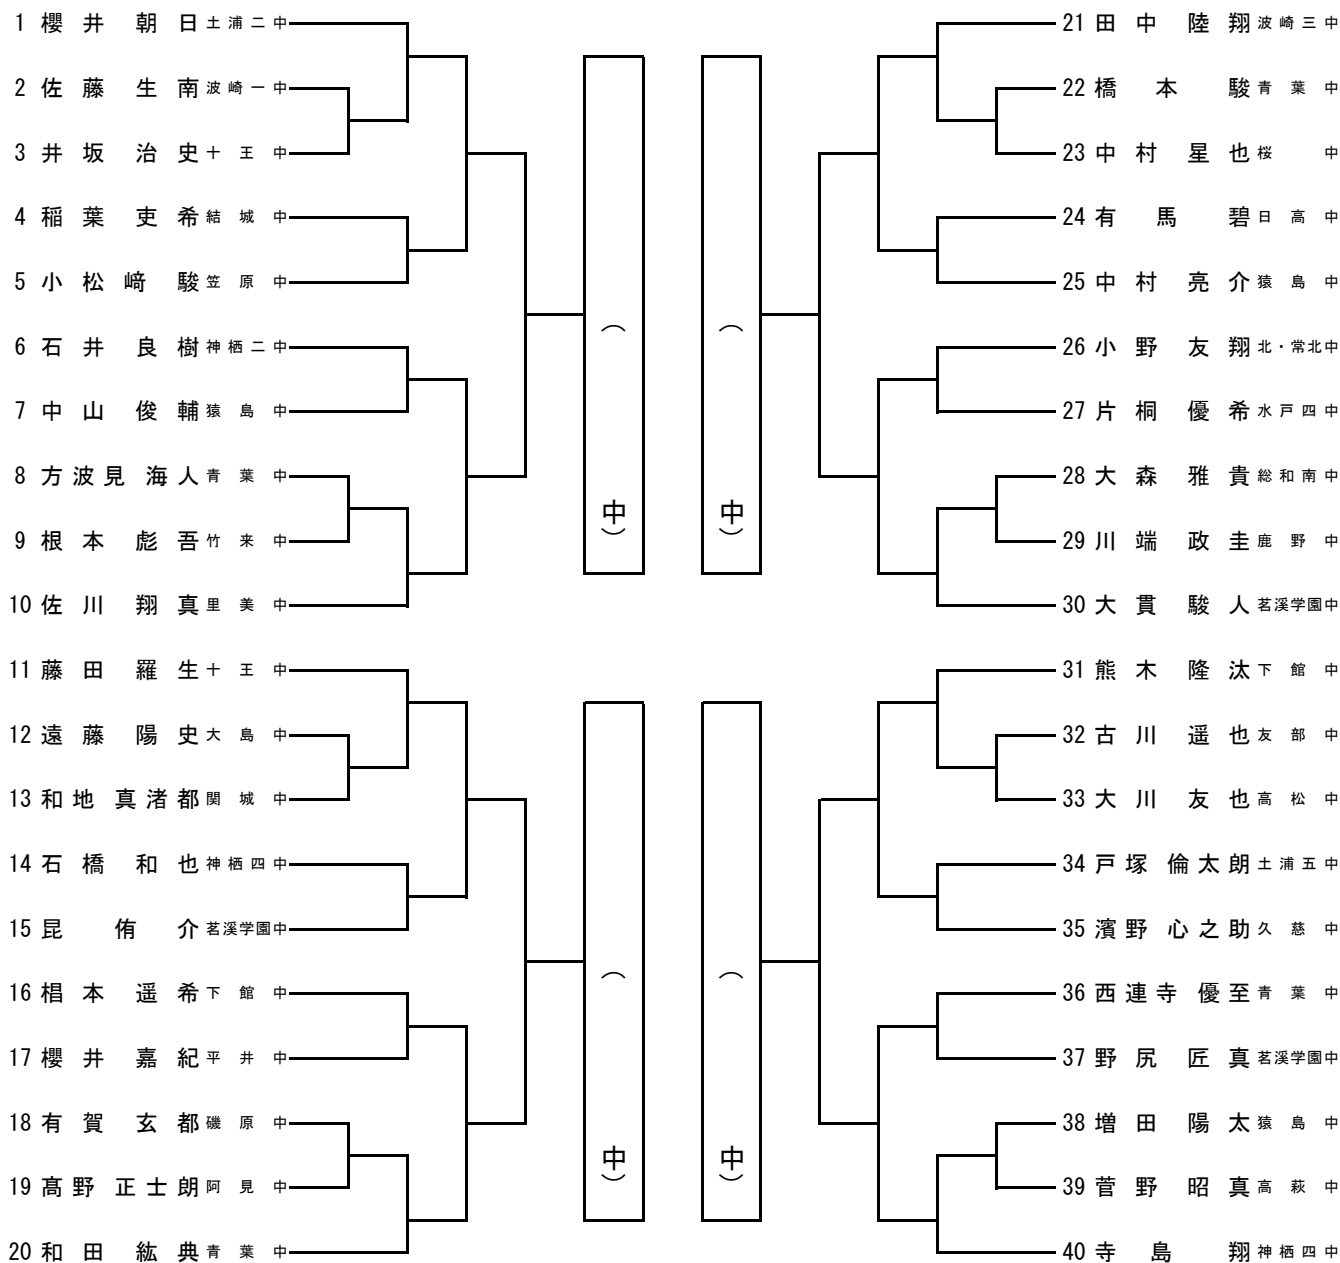 1 櫻井 朝日 土浦二中
2 佐藤 生南 波崎一中
3 井坂 治史 十王中
4 稲葉 吏希 結城中
5 小松﨑 駿 笠原中
6 石井 良樹 神栖二中
7 中山 俊輔 猿島中
8 方波見 海人 青葉中
9 根本 彪吾 竹来中
10 佐川 翔真 里美中
11 藤田 羅生 十王中
12 遠藤 陽史 大島中
13 和地 真渚都 関城中
14 石橋 和也 神栖四中
15 昆 侑介 茗溪学園中
16 椙本 遥希 下館中
17 櫻井 嘉紀 平井中
18 有賀 玄都 磯原中
19 髙野 正士朗 阿見中
20 和田 紘典 青葉中
( 中)
( 中)
( 中)
( 中)
21 田中 陸翔 波崎三中
22 橋本 駿 青葉中
23 中村 星也 桜中
24 有馬 碧 日高中
25 中村 亮介 猿島中
26 小野 友翔 北・常北中
27 片桐 優希 水戸四中
28 大森 雅貴 総和南中
29 川端 政圭 鹿野中
30 大貫 駿人 茗溪学園中
31 熊木 隆汰 下館中
32 古川 遥也 友部中
33 大川 友也 高松中
34 戸塚 倫太朗 土浦五中
35 濱野 心之助 久慈中
36 西連寺 優至 青葉中
37 野尻 匠真 茗溪学園中
38 増田 陽太 猿島中
39 菅野 昭真 高萩中
40 寺島 翔 神栖四中